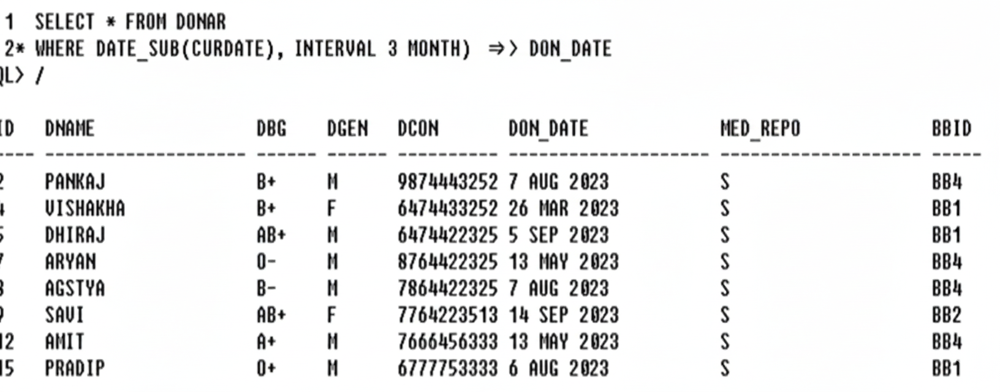 1 SELECT * FROM DONAR
2* WHERE DATE_SUB(CURDATE), INTERVAL 3 MONTH) =>> DON_DATE
QL> /
ID DNAME DBG DGEN DCON DON_DATE MED_REPO BBID
---- -------------------- ------ ------ ---------- -------------------- -------------------- -----
2 PANKAJ B+ M 9874443252 7 AUG 2023 S BB4
4 VISHAKHA B+ F 6474433252 26 MAR 2023 S BB1
5 DHIRAJ AB+ M 6474422325 5 SEP 2023 S BB1
7 ARYAN O- M 8764422325 13 MAY 2023 S BB4
8 AGSTYA B- M 7864422325 7 AUG 2023 S BB4
9 SAVI AB+ F 7764223513 14 SEP 2023 S BB2
12 AMIT A+ M 7666456333 13 MAY 2023 S BB4
15 PRADIP O+ M 6777753333 6 AUG 2023 S BB1